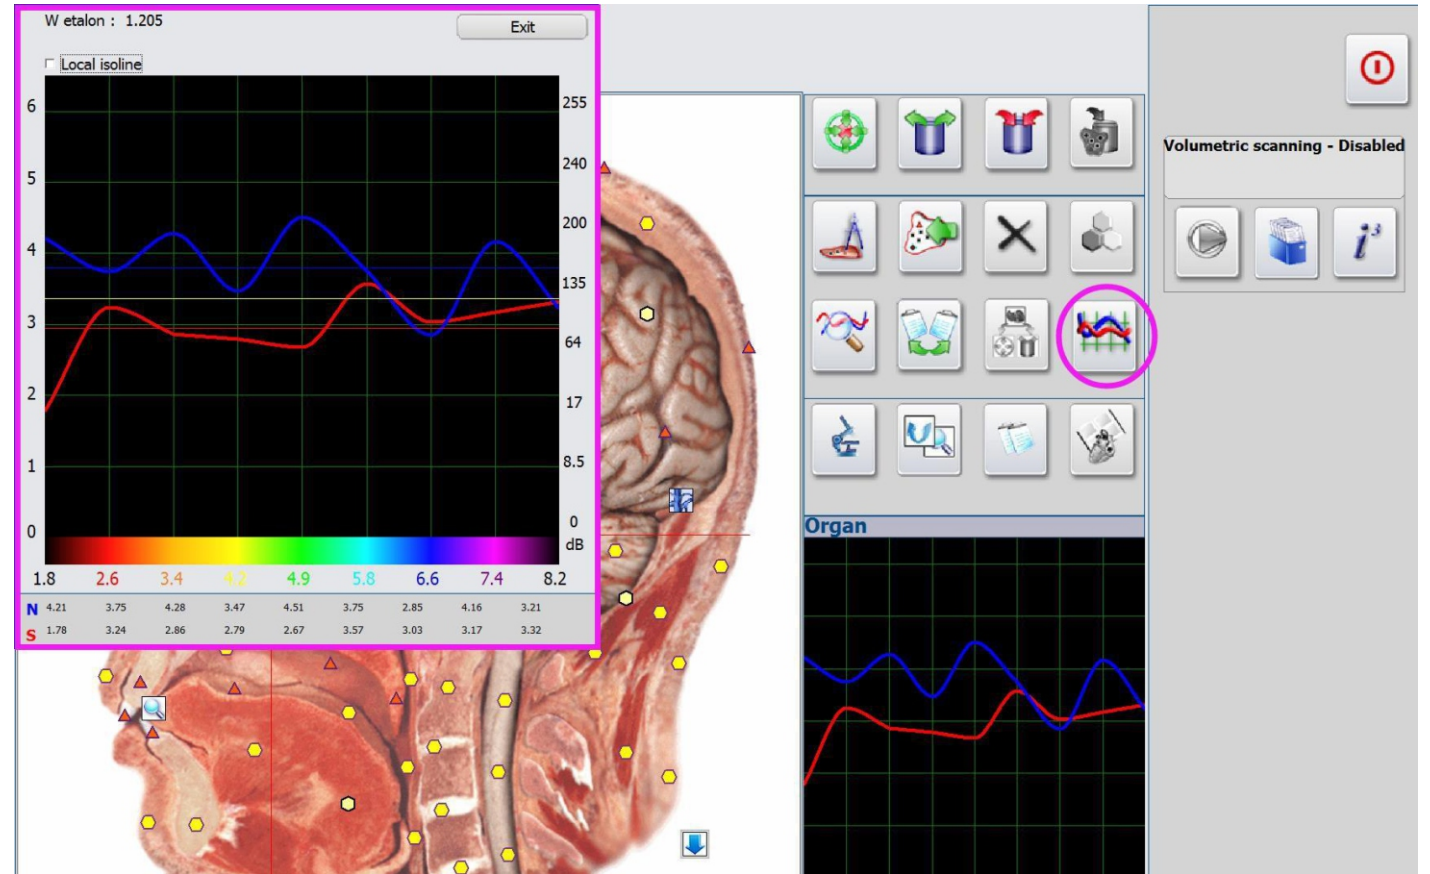 W etalon : 1.205
Exit
Local isoline
6
5
4
3
2
1
0
255
240
200
135
64
17
8.5
0
dB
1.8 2.6 3.4 4.2 4.9 5.8 6.6 7.4 8.2
N 4.21 3.75 4.28 3.47 4.51 3.75 2.85 4.16 3.21
S 1.78 3.24 2.86 2.79 2.67 3.57 3.03 3.17 3.32
Volumetric scanning - Disabled
i³
Organ